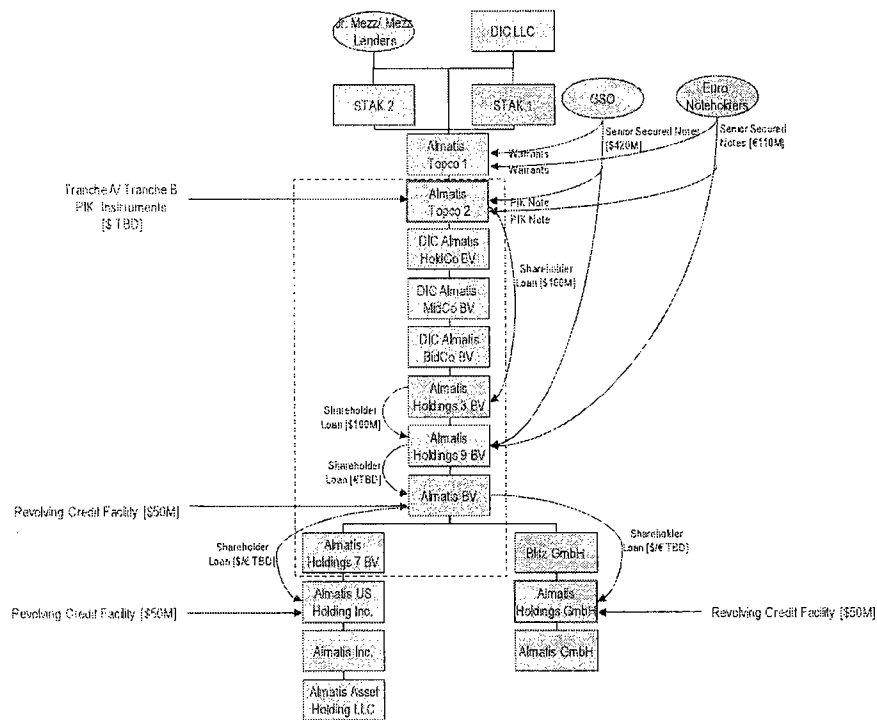 Jr. Mezz/ Mezz
Lenders
DIC LLC
STAK 2
STAK 1
GSO
Euro
Noteholders
Almatis
Topco 1
Warrants
Warrants
Senior Secured Notes
[$420M]
Senior Secured
Notes [€110M]
Tranche A/ Tranche B
PIK Instruments
[$ TBD]
Almatis
Topco 2
PIK Note
PIK Note
DIC Almatis
HoldCo BV
Shareholder
Loan [$100M]
DIC Almatis
MidCo BV
DIC Almatis
BidCo BV
Almatis
Holdings 3 BV
Shareholder
Loan [$100M]
Almatis
Holdings 9 BV
Shareholder
Loan [€TBD]
Almatis BV
Revolving Credit Facility [$50M]
Shareholder
Loan [$/€ TBD]
Almatis
Holdings 7 BV
Blitz GmbH
Shareholder
Loan [$/€ TBD]
Almatis US
Holding Inc.
Almatis
Holdings GmbH
Revolving Credit Facility [$50M]
Revolving Credit Facility [$50M]
Almatis Inc.
Almatis GmbH
Almatis Asset
Holding LLC